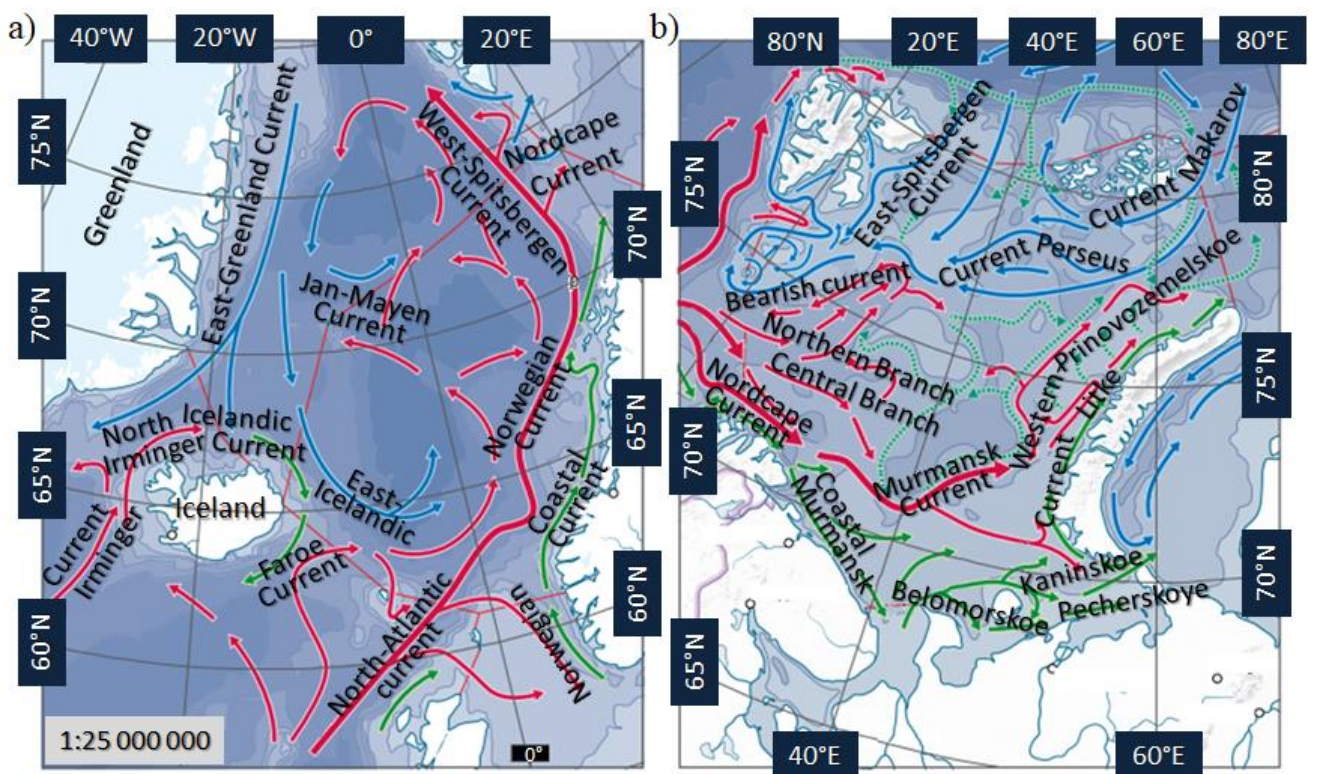 a)
40°W
20°W
0°
20°E
75°N
70°N
65°N
60°N
70°N
65°N
60°N
Greenland
East-Greenland Current
West-Spitsbergen
Current
Nordcape
Current
Jan-Mayen
Current
Norwegian
Current
North Icelandic
Irminger Current
Iceland
East-
Icelandic
Coastal
Current
Current
Irminger
Faroe
Current
North-Atlantic
current
Norwegian
1:25 000 000
0°
b)
80°N
20°E
40°E
60°E
80°E
75°N
70°N
65°N
80°N
75°N
70°N
40°E
60°E
East-Spitsbergen
Current
Current Makarov
Current Perseus
Bearish current
Northern Branch
Central Branch
Western Prinovozemelskoe
Nordcape
Current
Litke
Current
Murmansk
Current
Coastal
Murmansk
Kaninskoe
Belomorskoe
Pecherskoye